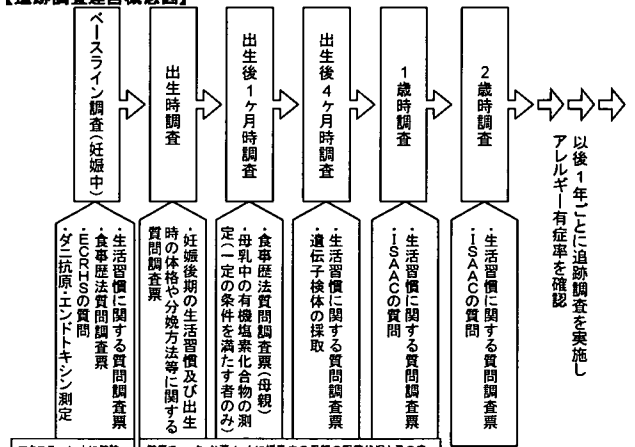 ベースライン調査(妊娠中)
出生時調査
出生後1ヶ月時調査
出生後4ヶ月時調査
1歳時調査
2歳時調査
以後1年ごとに追跡調査を実施し
アレルギー有症率を確認
・生活習慣に関する質問調査票
・食事歴法質問調査票
・ECRHSの質問
・ダニ抗原・エンドトキシン測定
・妊娠後期の生活習慣及び出生
時の体格や分娩方法等に関する
質問調査票
・食事歴法質問調査票(母親)
・母乳中の有機塩素化合物の測
定(一定の条件を満たす者のみ)
・生活習慣に関する質問調査票
・遺伝子検体の採取
・生活習慣に関する質問調査票
・ISAACの質問
・生活習慣に関する質問調査票
・ISAACの質問